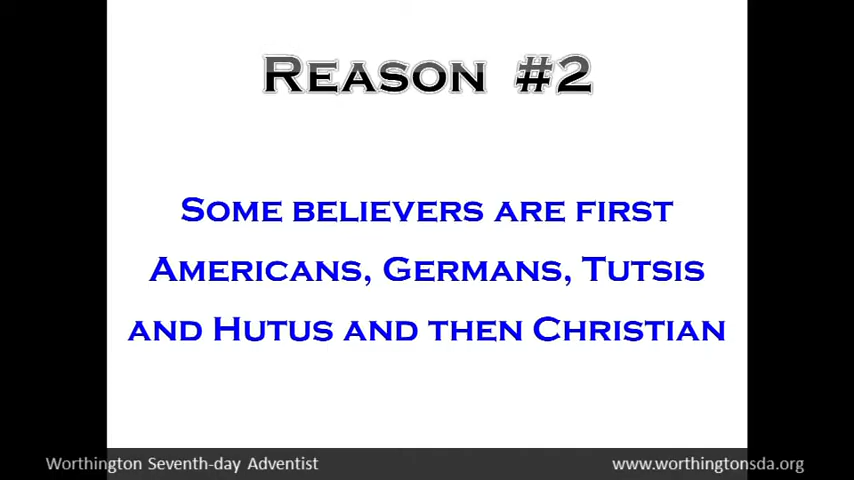 Reason #2
Some believers are first
Americans, Germans, Tutsis
and Hutus and then Christian
Worthington Seventh-day Adventist
www.worthingtonsda.org